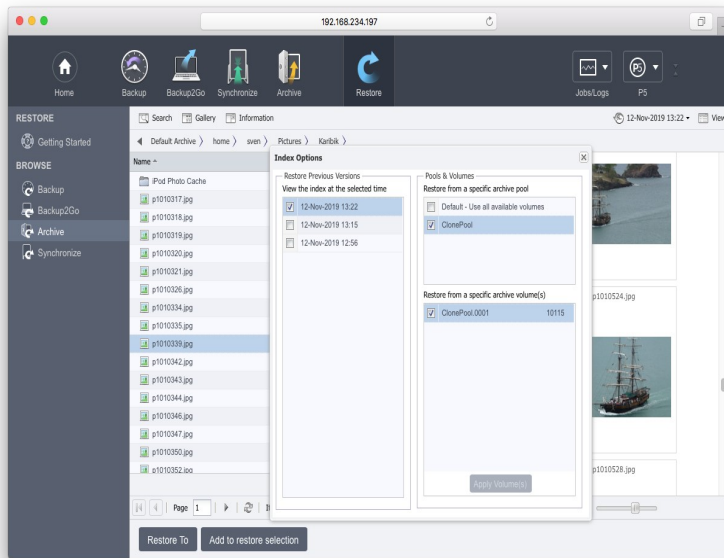 192.168.234.197
Home
Backup
Backup2Go
Synchronize
Archive
Restore
Jobs/Logs
P5
RESTORE
Getting Started
BROWSE
Backup
Backup2Go
Archive
Synchronize
Search
Gallery
Information
12-Nov-2019 13:22
View
Default Archive
home
sven
Pictures
Karibik
Name
iPod Photo Cache
p1010317.jpg
p1010318.jpg
p1010319.jpg
p1010320.jpg
p1010321.jpg
p1010326.jpg
p1010334.jpg
p1010335.jpg
p1010339.jpg
p1010342.jpg
p1010343.jpg
p1010344.jpg
p1010346.jpg
p1010347.jpg
p1010350.jpg
p1010352.jpg
Index Options
Restore Previous Versions
View the index at the selected time
12-Nov-2019 13:22
12-Nov-2019 13:15
12-Nov-2019 12:56
Pools & Volumes
Restore from a specific archive pool
Default - Use all available volumes
ClonePool
Restore from a specific archive volume(s)
ClonePool.0001 10115
Apply Volume(s)
p1010524.jpg
p1010528.jpg
Page 1
Restore To
Add to restore selection